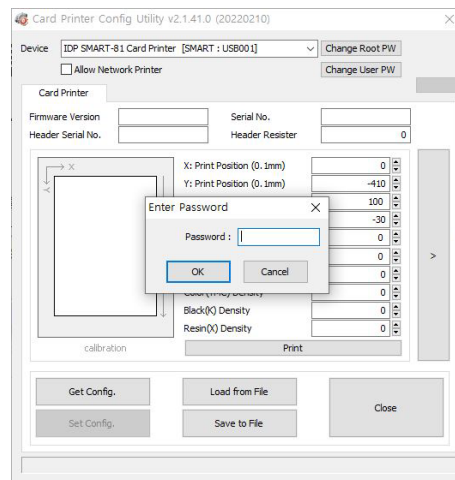 Card Printer Config Utility v2.1.41.0 (20220210)
Device IDP SMART-81 Card Printer [SMART : USB001] Change Root PW
Allow Network Printer Change User PW
Card Printer
Firmware Version Serial No.
Header Serial No. Header Resister 0
X
Y
X: Print Position (0.1mm) 0
Y: Print Position (0.1mm) -410
100
-30
0
0
0
Enter Password
Password :
OK Cancel
0
Black(K) Density 0
Resin(X) Density 0
calibration Print
>
Get Config. Load from File
Close
Set Config. Save to File